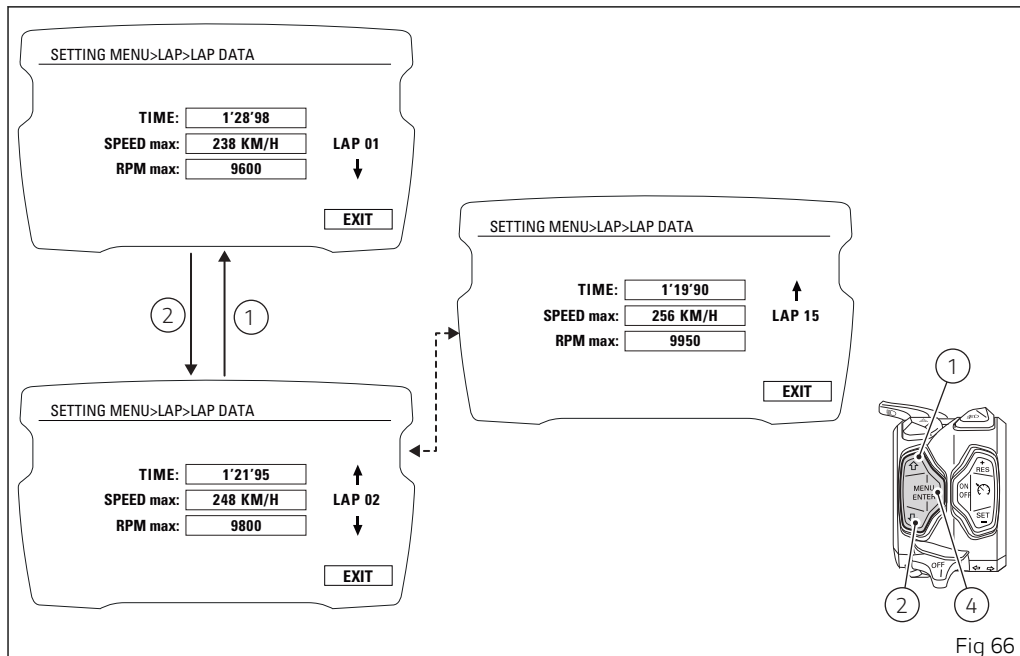 SETTING MENU>LAP>LAP DATA
TIME: 1'28'98
SPEED max: 238 KM/H LAP 01
RPM max: 9600
EXIT
2 1
SETTING MENU>LAP>LAP DATA
TIME: 1'21'95
SPEED max: 248 KM/H LAP 02
RPM max: 9800
EXIT
SETTING MENU>LAP>LAP DATA
TIME: 1'19'90
SPEED max: 256 KM/H LAP 15
RPM max: 9950
EXIT
1
+
RES
MENU ON
ENTER OFF
SET
-
OFF
2 4
Fig 66